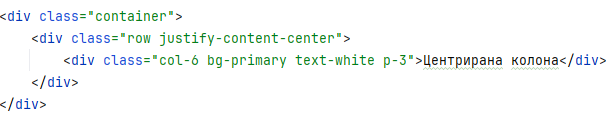 <div class="container">
<div class="row justify-content-center">
<div class="col-6 bg-primary text-white p-3">Центрирана колона</div>
</div>
</div>